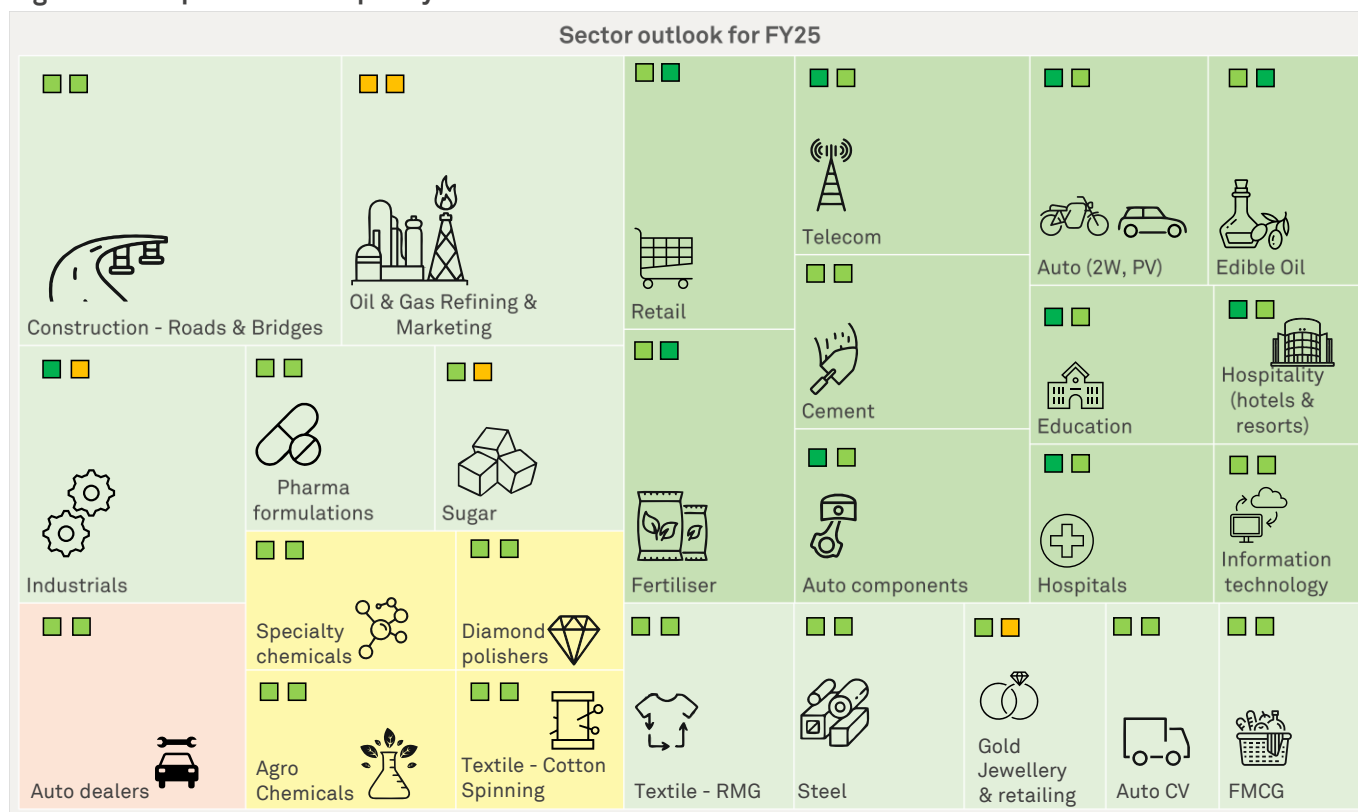 Sector outlook for FY25
Construction - Roads & Bridges
Oil & Gas Refining &
Marketing
Retail
Telecom
Auto (2W, PV)
Edible Oil
Cement
Education
Hospitality
(hotels &
resorts)
Industrials
Pharma
formulations
Sugar
Fertiliser
Auto components
Hospitals
Information
technology
Auto dealers
Specialty
chemicals
Diamond
polishers
Agro
Chemicals
Textile - Cotton
Spinning
Textile - RMG
Steel
Gold
Jewellery
& retailing
Auto CV
FMCG